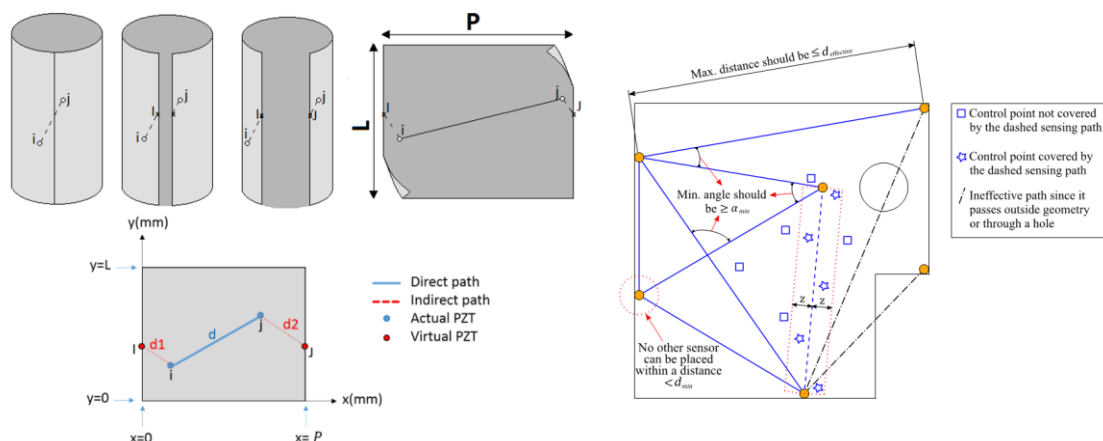 i
j
i
I
j
i
I
j
J
P
L
I
i
j
J
y(mm)
y=L
I
d1
i
d
j
d2
J
y=0
x(mm)
x=0
x= P
Direct path
Indirect path
Actual PZT
Virtual PZT
Max. distance should be ≤ d effective
Min. angle should
be ≥ α min
z
z
No other sensor
can be placed
within a distance
< d min
Control point not covered
by the dashed sensing path
Control point covered by
the dashed sensing path
Ineffective path since it
passes outside geometry
or through a hole